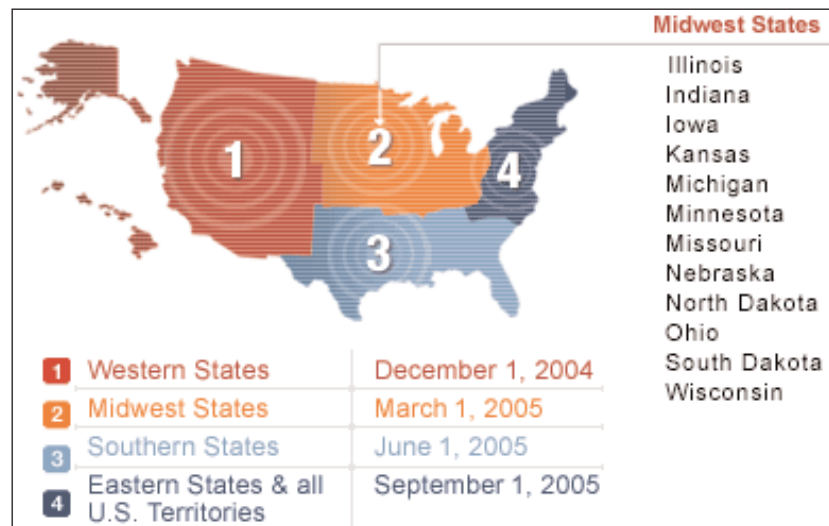 Midwest States
Illinois
Indiana
Iowa
Kansas
Michigan
Minnesota
Missouri
Nebraska
North Dakota
Ohio
South Dakota
Wisconsin
1
2
3
4
1 Western States December 1, 2004
2 Midwest States March 1, 2005
3 Southern States June 1, 2005
4 Eastern States & all September 1, 2005
U.S. Territories